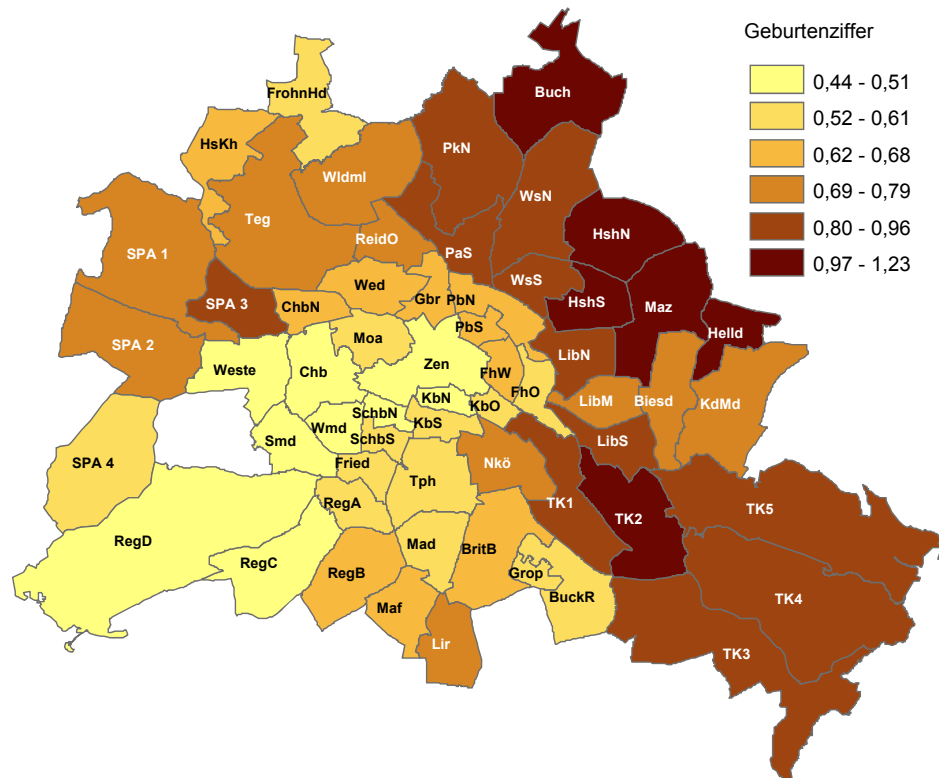 Geburtenziffer
0,44 - 0,51
0,52 - 0,61
0,62 - 0,68
0,69 - 0,79
0,80 - 0,96
0,97 - 1,23
FrohnHd
Buch
HsKh
PkN
Wldml
WsN
Teg
HshN
ReidO
SPA 1
PaS
WsS
Wed
HshS
Maz
SPA 3
ChbN
Gbr
PbN
Helld
PbS
Moa
SPA 2
LibN
Zen
Weste
Chb
FhW
FhO
KbN
LibM
Biesd
KdMd
KbO
SchbN
Wmd
KbS
Smd
SchbS
LibS
SPA 4
Fried
Nkö
Tph
RegA
TK1
TK5
TK2
RegD
Mad
BritB
RegC
RegB
Grop
BuckR
TK4
Maf
Lir
TK3